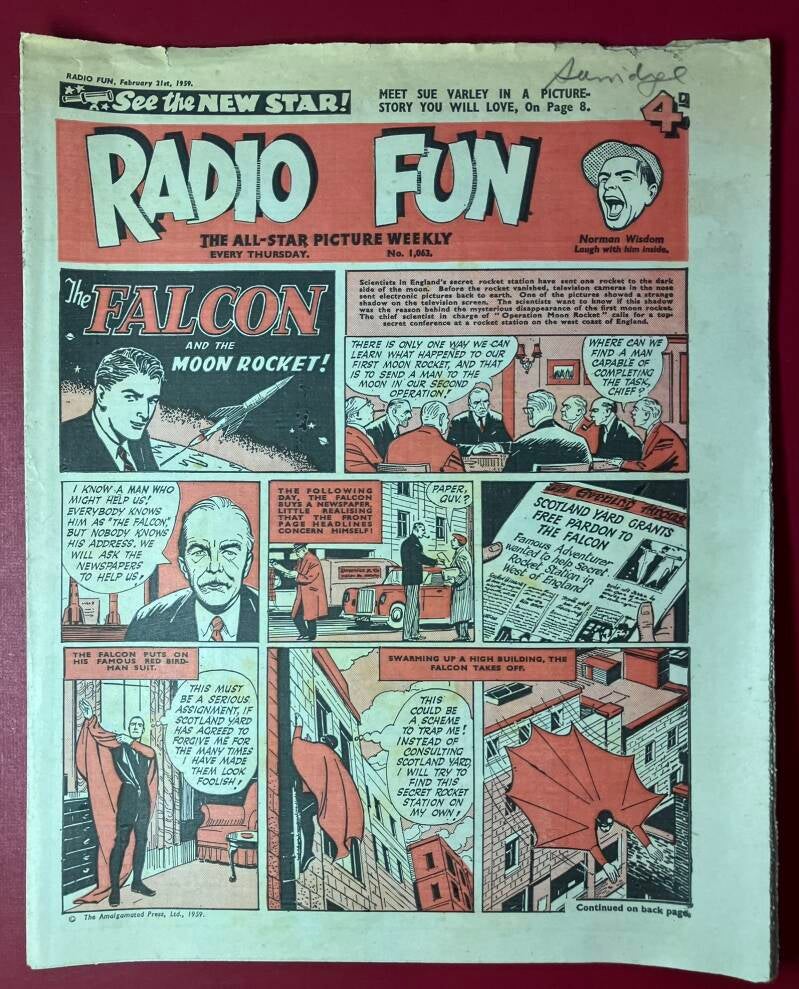 RADIO FUN, February 21st, 1959.
See the NEW STAR!
MEET SUE VARLEY IN A PICTURE-
STORY YOU WILL LOVE, On Page 8.
4D.
RADIO FUN
THE ALL-STAR PICTURE WEEKLY
EVERY THURSDAY. No. 1,063.
Norman Wisdom
Laugh with him inside.
The FALCON
AND THE
MOON ROCKET!
Scientists in England's secret rocket station have sent one rocket to the dark
side of the moon. Before the rocket vanished, television cameras in the nose
sent electronic pictures back to earth. One of the pictures showed a strange
shadow on the television screen. The scientists want to know if this shadow
was the reason behind the mysterious disappearance of the first moon rocket.
The chief scientist in charge of "Operation Moon Rocket" calls for a top-
secret conference at a rocket station on the west coast of England.
THERE IS ONLY ONE WAY WE CAN
LEARN WHAT HAPPENED TO OUR
FIRST MOON ROCKET, AND THAT
IS TO SEND A MAN TO THE
MOON IN OUR SECOND
OPERATION!
WHERE CAN WE
FIND A MAN
CAPABLE OF
COMPLETING
THE TASK,
CHIEF?
I KNOW A MAN WHO
MIGHT HELP US!
EVERYBODY KNOWS
HIM AS "THE FALCON,"
BUT NOBODY KNOWS
HIS ADDRESS. WE
WILL ASK THE
NEWSPAPERS
TO HELP US!
THE FOLLOWING
DAY, THE FALCON
BUYS A NEWSPAPER,
LITTLE REALISING
THAT THE FRONT
PAGE HEADLINES
CONCERN HIMSELF!
PAPER,
GUV.?
SCOTLAND YARD GRANTS
FREE PARDON TO
THE FALCON
Famous Adventurer
wanted to help Secret
Rocket Station in
West of England
THE FALCON PUTS ON
HIS FAMOUS RED BIRD-
MAN SUIT.
THIS MUST
BE A SERIOUS
ASSIGNMENT, IF
SCOTLAND YARD
HAS AGREED TO
FORGIVE ME FOR
THE MANY TIMES
I HAVE MADE
THEM LOOK
FOOLISH!
SWARMING UP A HIGH BUILDING, THE
FALCON TAKES OFF.
THIS
COULD BE
A SCHEME
TO TRAP ME!
INSTEAD OF
CONSULTING
SCOTLAND YARD,
I WILL TRY TO
FIND THIS
SECRET ROCKET
STATION ON
MY OWN!
Continued on back page.
© The Amalgamated Press, Ltd., 1959.